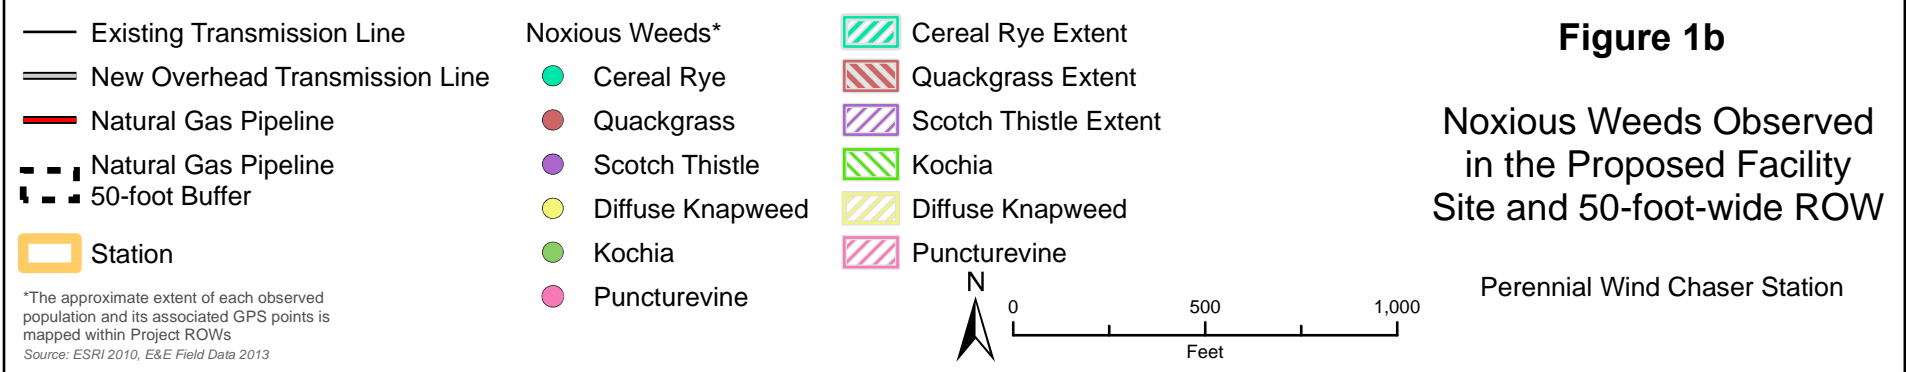 Existing Transmission Line
New Overhead Transmission Line
Natural Gas Pipeline
Natural Gas Pipeline
50-foot Buffer
Station
*The approximate extent of each observed
population and its associated GPS points is
mapped within Project ROWs
Source: ESRI 2010, E&E Field Data 2013
Noxious Weeds*
Cereal Rye
Quackgrass
Scotch Thistle
Diffuse Knapweed
Kochia
Puncturevine
Cereal Rye Extent
Quackgrass Extent
Scotch Thistle Extent
Kochia
Diffuse Knapweed
Puncturevine
N
0 500 1,000
Feet
Figure 1b
Noxious Weeds Observed
in the Proposed Facility
Site and 50-foot-wide ROW
Perennial Wind Chaser Station